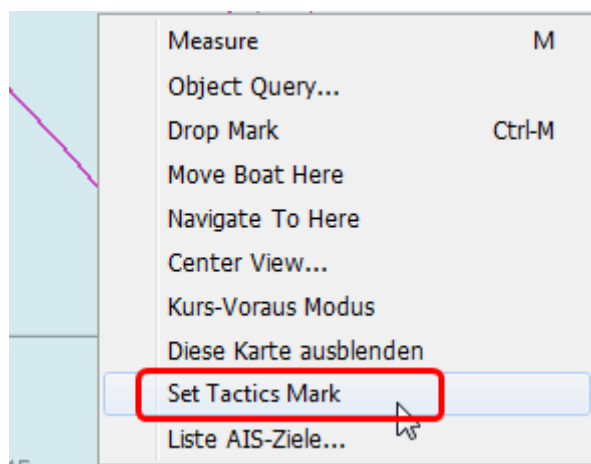 Measure M
Object Query...
Drop Mark Ctrl-M
Move Boat Here
Navigate To Here
Center View...
Kurs-Voraus Modus
Diese Karte ausblenden
Set Tactics Mark
Liste AIS-Ziele...